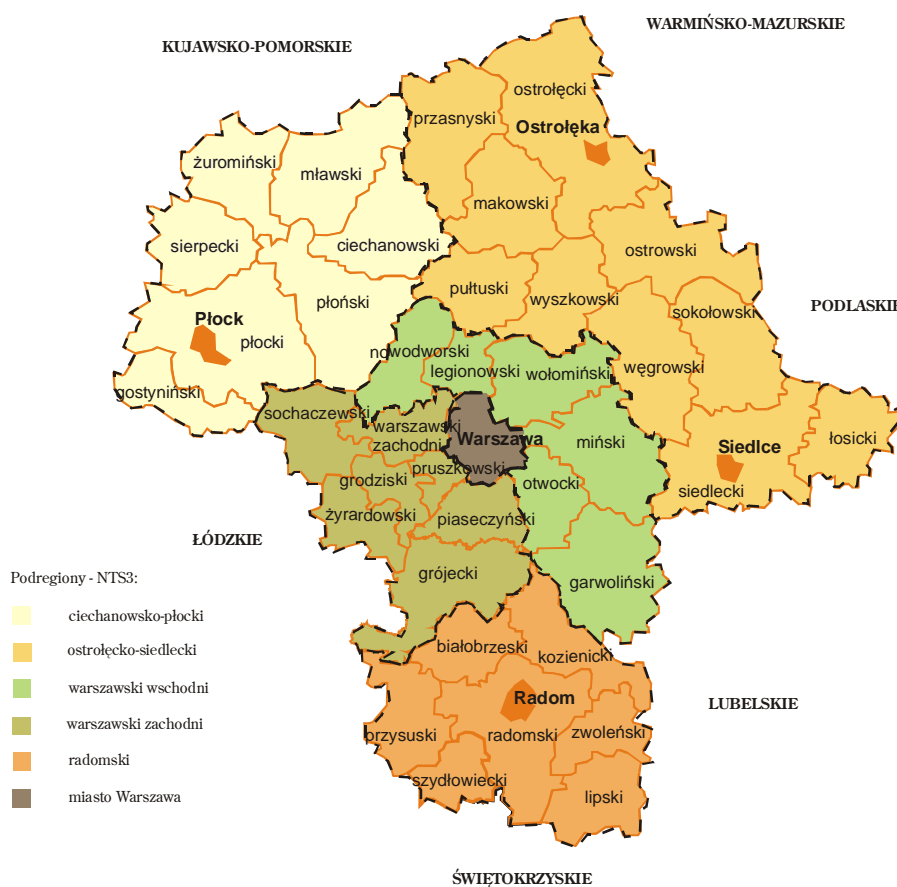 WARMIŃSKO-MAZURSKIE
KUJAWSKO-POMORSKIE
ostrołęcki
przasnyski
Ostrołęka
żuromiński
mławski
makowski
sierpecki
ciechanowski
ostrowski
płoński
pułtuski
wyszkowski
sokołowski
PODLASKIE
Płock
płocki
nowodworski
legionowski
wołomiński
węgrowski
gostyniński
sochaczewski
warszawski
zachodni
Warszawa
miński
Siedlce
łosicki
pruszkowski
grodziski
otwocki
siedlecki
żyrardowski
piaseczyński
ŁÓDZKIE
grójecki
garwoliński
Podregiony - NTS3:
ciechanowsko-płocki
ostrołęcko-siedlecki
warszawski wschodni
warszawski zachodni
radomski
miasto Warszawa
białobrzeski
kozienicki
Radom
LUBELSKIE
przysuski
radomski
zwoleński
szydłowiecki
lipski
ŚWIĘTOKRZYSKIE